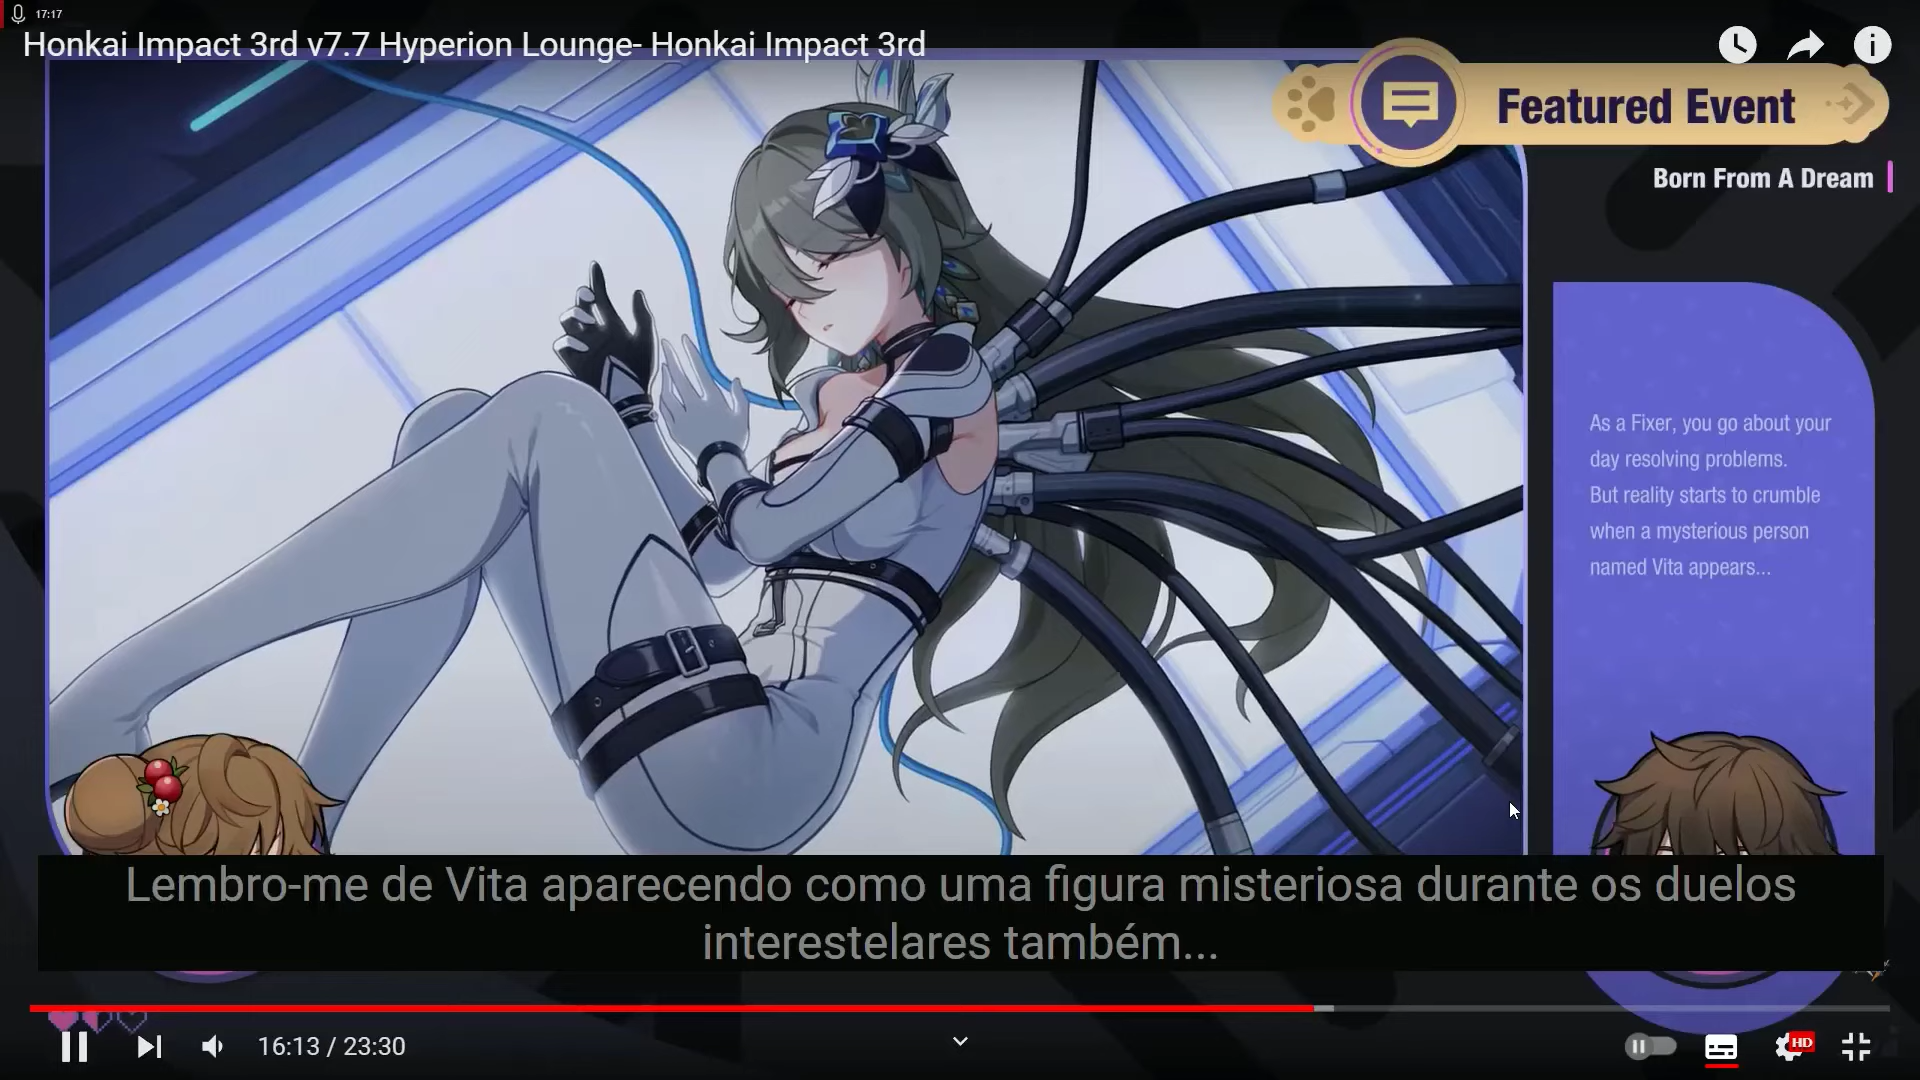 17:17
Honkai Impact 3rd v7.7 Hyperion Lounge- Honkai Impact 3rd
Featured Event
Born From A Dream
As a Fixer, you go about your
day resolving problems.
But reality starts to crumble
when a mysterious person
named Vita appears...
Lembro-me de Vita aparecendo como uma figura misteriosa durante os duelos
interestelares também...
16:13 / 23:30
HD